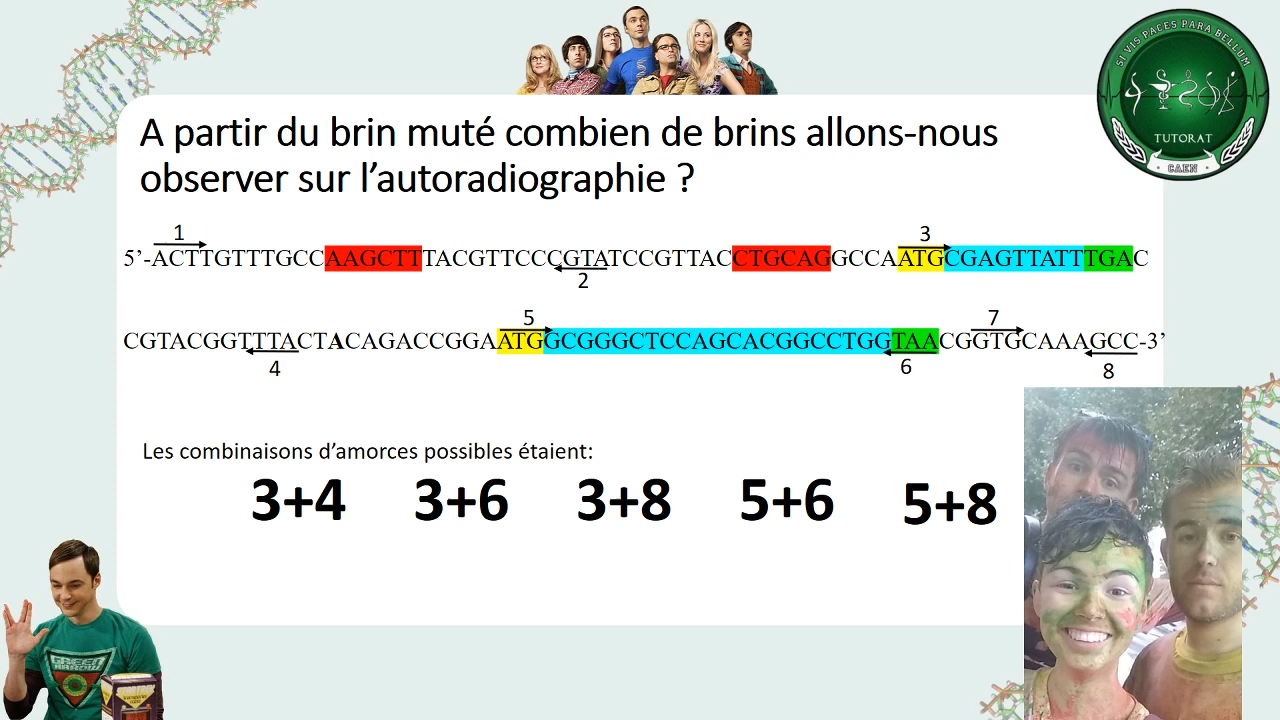 SI VIS PACES PARA BELLUM
TUTORAT
CAEN
A partir du brin muté combien de brins allons-nous
observer sur l’autoradiographie ?
1
3
5’-ACTTGTTTGCCAAGCTTTACGTTCCCGTATCCGTTACCTGCAGGCCAATGCGAGTTATTTGAC
2
5
7
CGTACGGTTTACTACAGACCGGAATGGCGGGCTCCAGCACGGCCTGGTAACGGTGCAAAGCC-3’
4
6
8
Les combinaisons d’amorces possibles étaient:
3+4 3+6 3+8 5+6 5+8
GREEN
ARROW